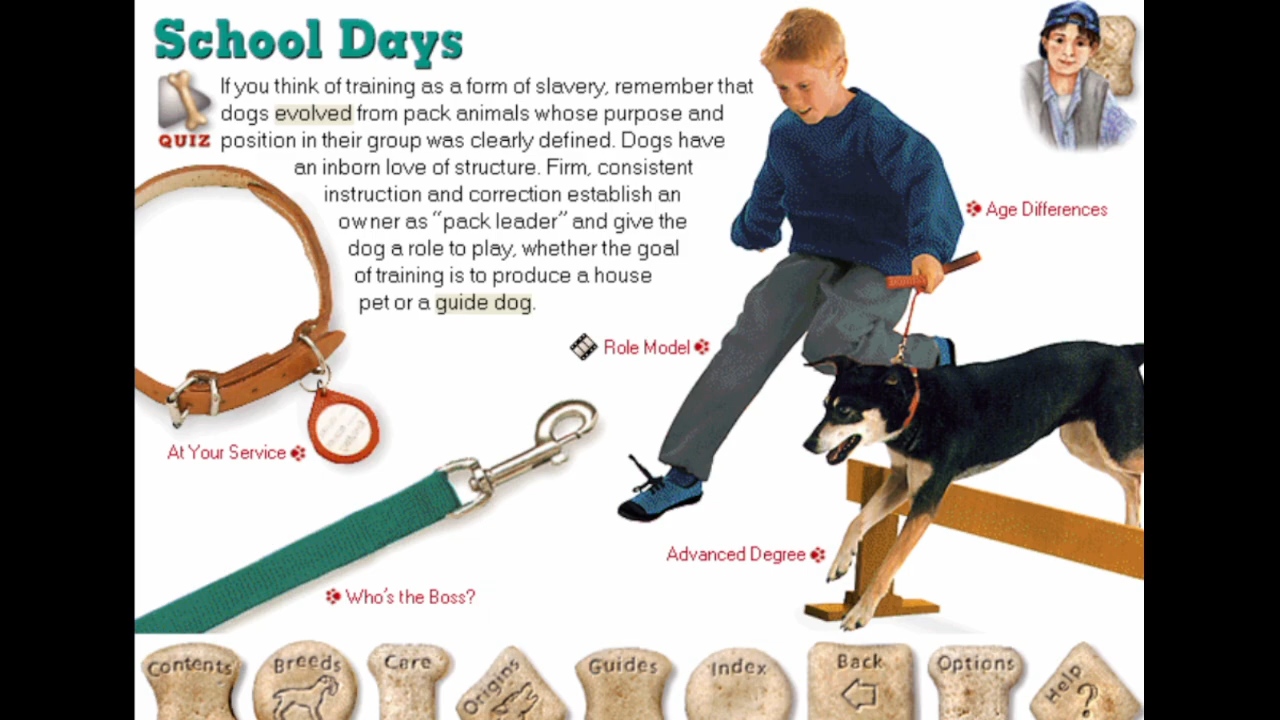 School Days
If you think of training as a form of slavery, remember that
dogs evolved from pack animals whose purpose and
QUIZ
position in their group was clearly defined. Dogs have
an inborn love of structure. Firm, consistent
instruction and correction establish an
owner as “pack leader” and give the
dog a role to play, whether the goal
of training is to produce a house
pet or a guide dog.
Age Differences
Role Model
At Your Service
Advanced Degree
Who's the Boss?
Contents
Breeds
Care
Origins
Guides
Index
Back
Options
Help
?